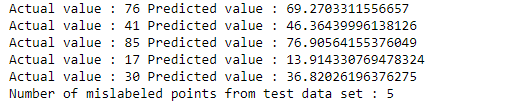 Actual value : 76 Predicted value : 69.2703311556657
Actual value : 41 Predicted value : 46.36439996138126
Actual value : 85 Predicted value : 76.90564155376049
Actual value : 17 Predicted value : 13.914330769478324
Actual value : 30 Predicted value : 36.82026196376275
Number of mislabeled points from test data set : 5